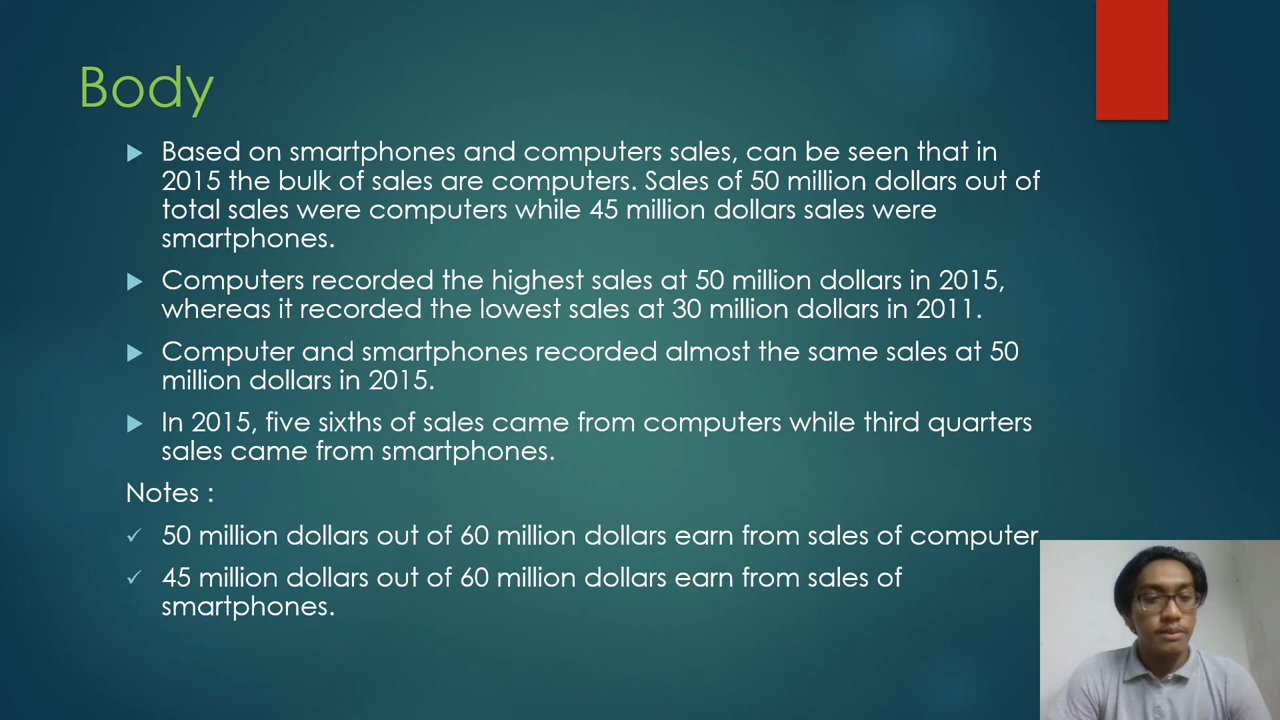 Body
Based on smartphones and computers sales, can be seen that in
2015 the bulk of sales are computers. Sales of 50 million dollars out of
total sales were computers while 45 million dollars sales were
smartphones.
Computers recorded the highest sales at 50 million dollars in 2015,
whereas it recorded the lowest sales at 30 million dollars in 2011.
Computer and smartphones recorded almost the same sales at 50
million dollars in 2015.
In 2015, five sixths of sales came from computers while third quarters
sales came from smartphones.
Notes :
50 million dollars out of 60 million dollars earn from sales of computer
45 million dollars out of 60 million dollars earn from sales of
smartphones.